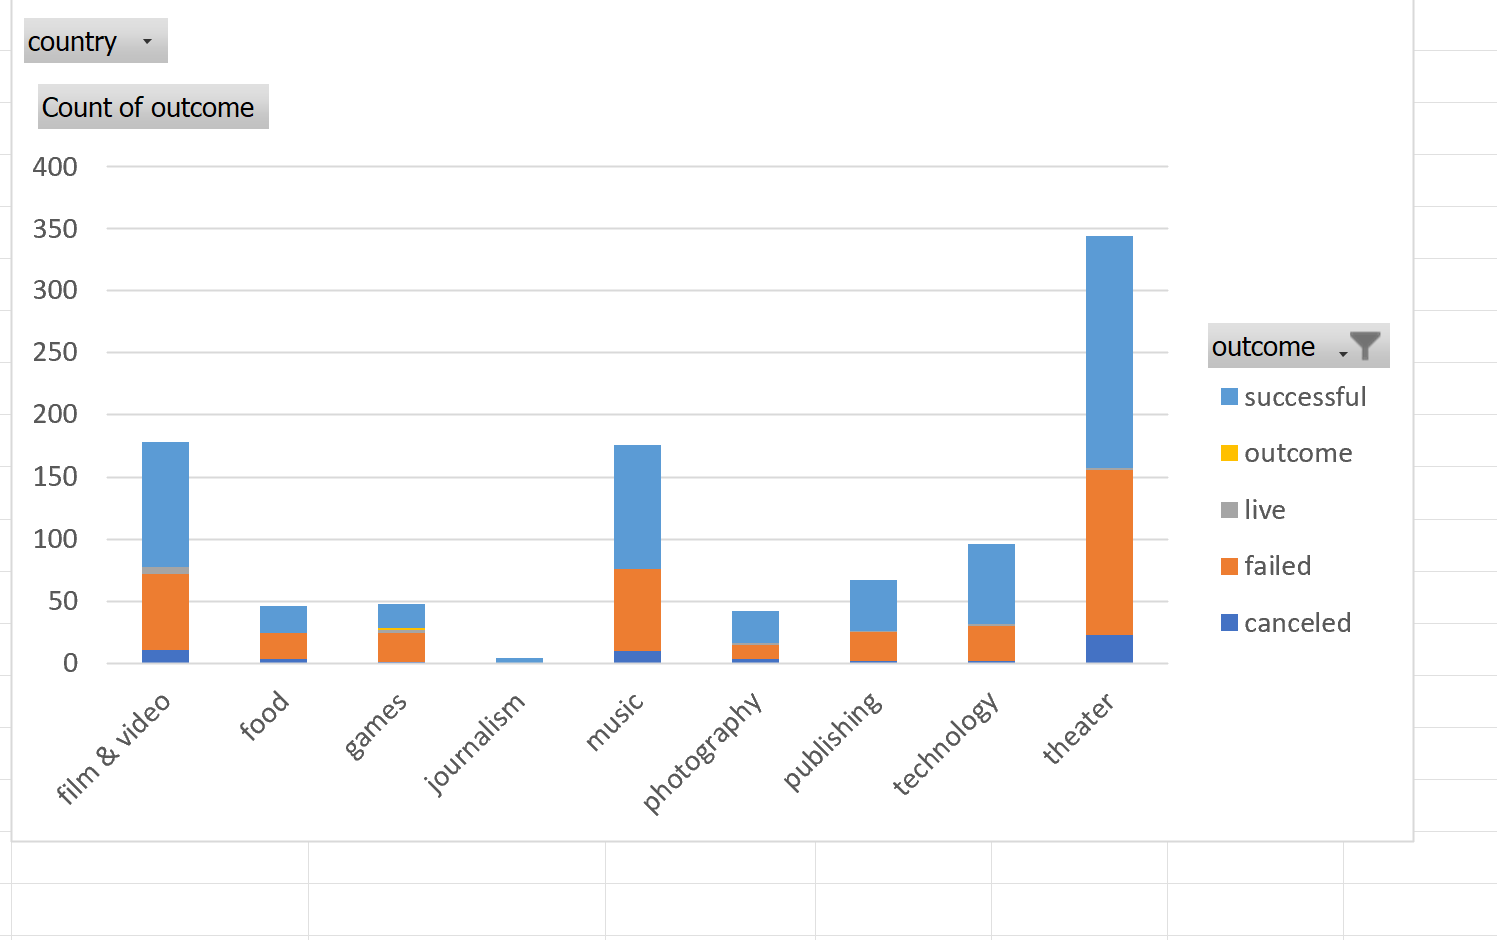 country
Count of outcome
400
350
300
250
200
150
100
50
0
film & video
food
games
journalism
music
photography
publishing
technology
theater
outcome
successful
outcome
live
failed
canceled